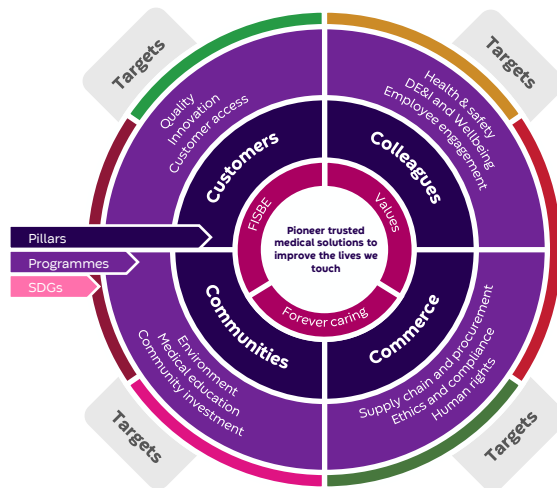 Targets
Targets
Quality
Innovation
Customer access
Health & safety
DE&I and Wellbeing
Employee engagement
Customers
Colleagues
FISBE
Values
Pioneer trusted
medical solutions to
improve the lives we
touch
Pillars
Programmes
SDGs
Forever caring
Communities
Commerce
Environment
Medical education
Community investment
Supply chain and procurement
Ethics and compliance
Human rights
Targets
Targets